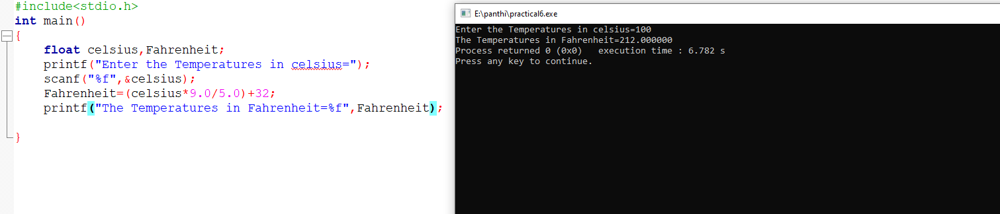 #include<stdio.h>
int main()
{
float celsius,Fahrenheit;
printf("Enter the Temperatures in celsius=");
scanf("%f",&celsius);
Fahrenheit=(celsius*9.0/5.0)+32;
printf("The Temperatures in Fahrenheit=%f",Fahrenheit);
}
E:\panthi\practical6.exe
Enter the Temperatures in celsius=100
The Temperatures in Fahrenheit=212.000000
Process returned 0 (0x0)   execution time : 6.782 s
Press any key to continue.